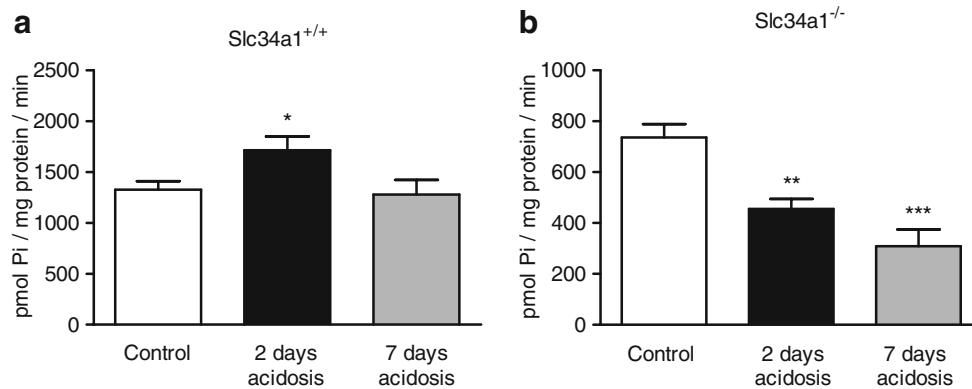 a
Slc34a1+/+
pmol Pi / mg protein / min
2500
2000
1500
1000
500
0
*
Control
2 days
acidosis
7 days
acidosis
b
Slc34a1-/-
pmol Pi / mg protein / min
1000
800
600
400
200
0
**
***
Control
2 days
acidosis
7 days
acidosis